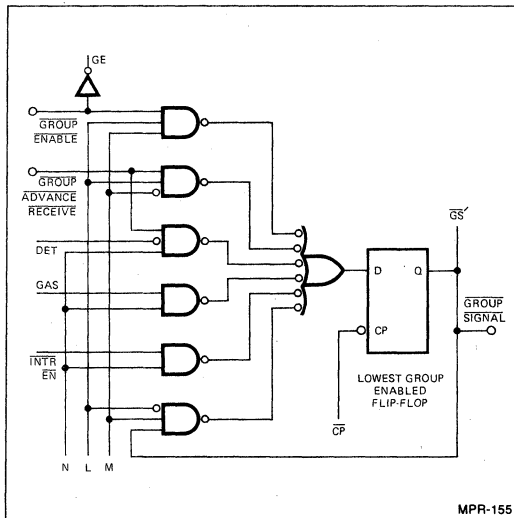 GE
GROUP
ENABLE
GROUP
ADVANCE
RECEIVE
DET
GAS
INTR
EN
N L M
D Q
CP
CP
LOWEST GROUP
ENABLED
FLIP-FLOP
GS'
GROUP
SIGNAL
MPR-155